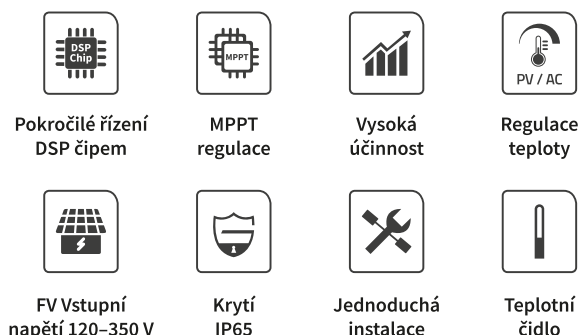 DSP
Chip
MPPT
PV / AC
Pokročilé řízení
DSP čipem
MPPT
regulace
Vysoká
účinnost
Regulace
teploty
FV Vstupní
napětí 120–350 V
Krytí
IP65
Jednoduchá
instalace
Teplotní
čidlo